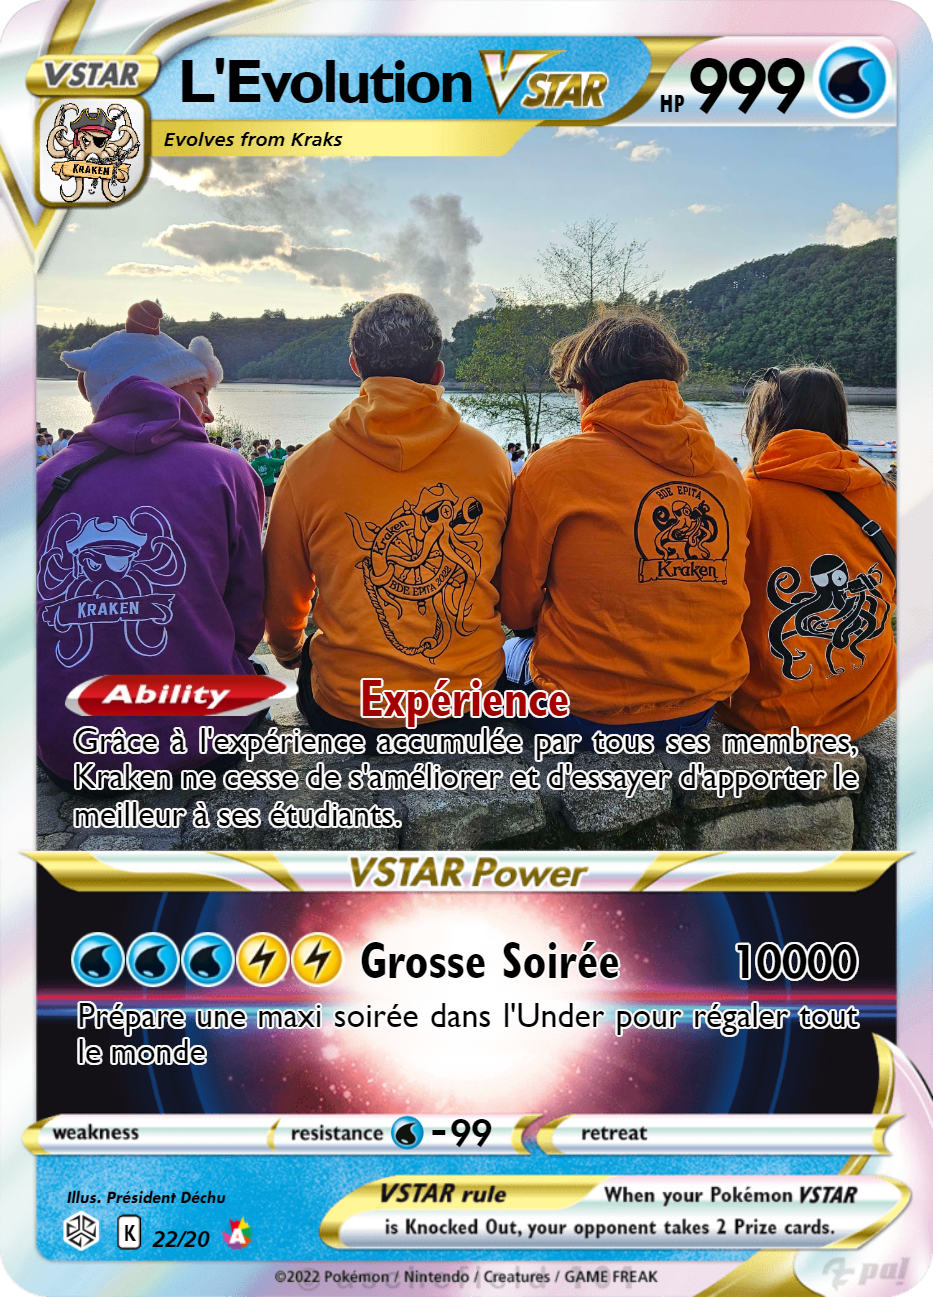 VSTAR
L'Evolution VSTAR
HP 999
KRAKEN
Evolves from Kraks
KRAKEN
Kraken
BDE EPITA 2022
BDE EPITA
Kraken
Ability Expérience
Grâce à l'expérience accumulée par tous ses membres,
Kraken ne cesse de s'améliorer et d'essayer d'apporter le
meilleur à ses étudiants.
VSTAR Power
Grosse Soirée 10000
Prépare une maxi soirée dans l'Under pour régaler tout
le monde
weakness resistance -99 retreat
Illus. Président Déchu
VSTAR rule When your Pokémon VSTAR
is Knocked Out, your opponent takes 2 Prize cards.
K 22/20 A
©2022 Pokémon / Nintendo / Creatures / GAME FREAK